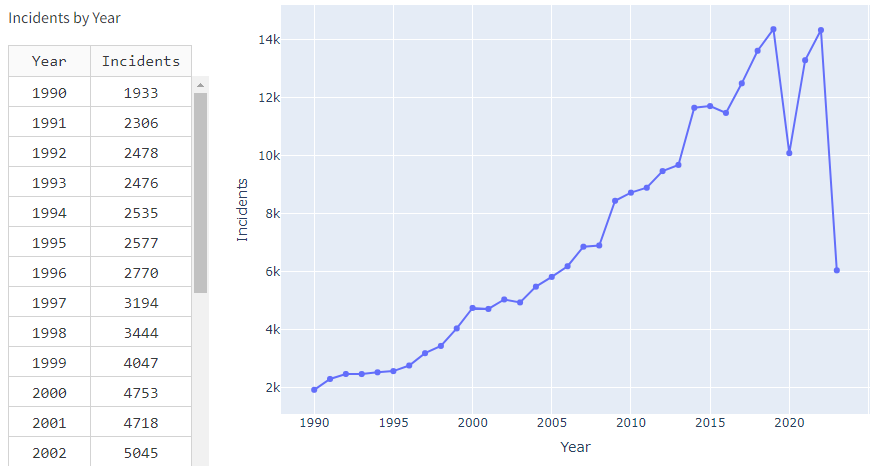 Incidents by Year
Year Incidents
1990 1933
1991 2306
1992 2478
1993 2476
1994 2535
1995 2577
1996 2770
1997 3194
1998 3444
1999 4047
2000 4753
2001 4718
2002 5045
14k
12k
10k
8k
6k
4k
2k
Incidents
1990 1995 2000 2005 2010 2015 2020
Year